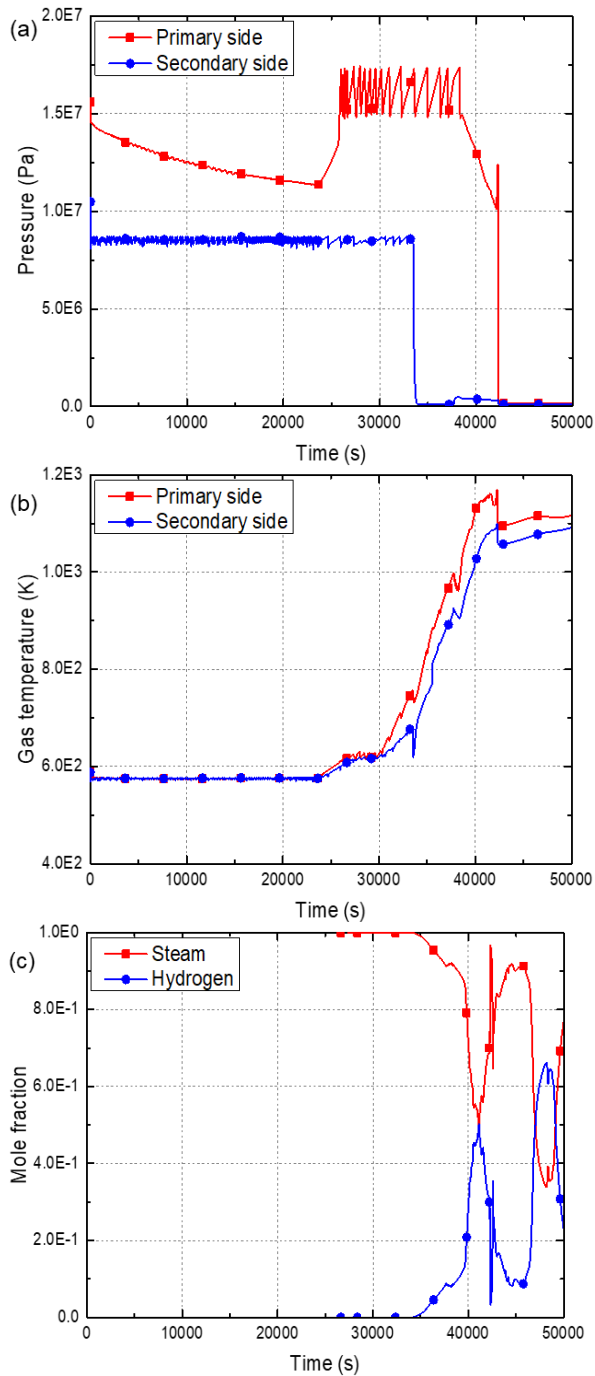 (a)
Primary side
Secondary side
2.0E7
1.5E7
1.0E7
5.0E6
0.0
Pressure (Pa)
0 10000 20000 30000 40000 50000
Time (s)
(b)
Primary side
Secondary side
1.2E3
1.0E3
8.0E2
6.0E2
4.0E2
Gas temperature (K)
0 10000 20000 30000 40000 50000
Time (s)
(c)
Steam
Hydrogen
1.0E0
8.0E-1
6.0E-1
4.0E-1
2.0E-1
0.0
Mole fraction
0 10000 20000 30000 40000 50000
Time (s)